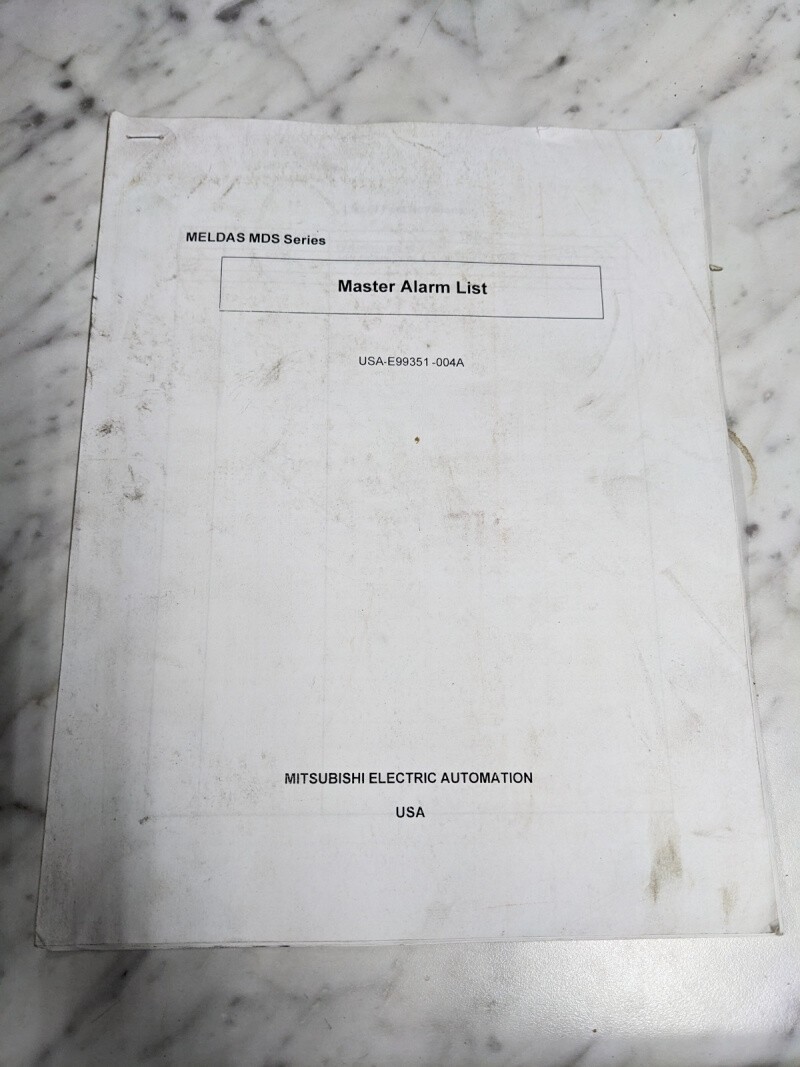 MELDAS MDS Series
Master Alarm List
USA-E99351-004A
MITSUBISHI ELECTRIC AUTOMATION
USA